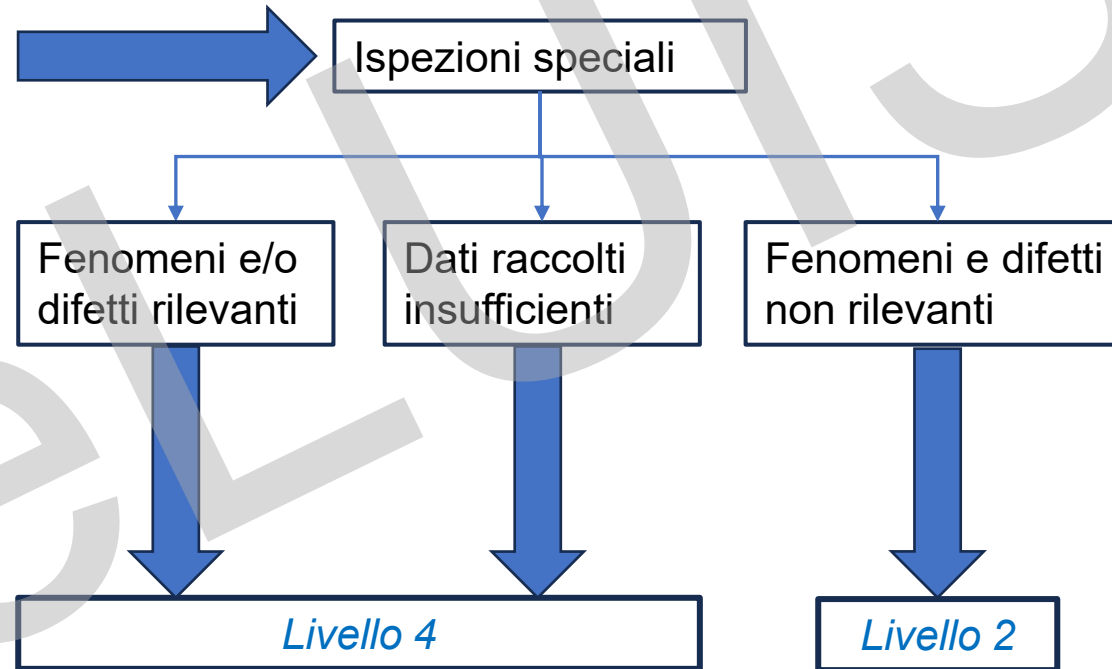 Ispezioni speciali
Fenomeni e/o
difetti rilevanti
Dati raccolti
insufficienti
Fenomeni e difetti
non rilevanti
Livello 4
Livello 2